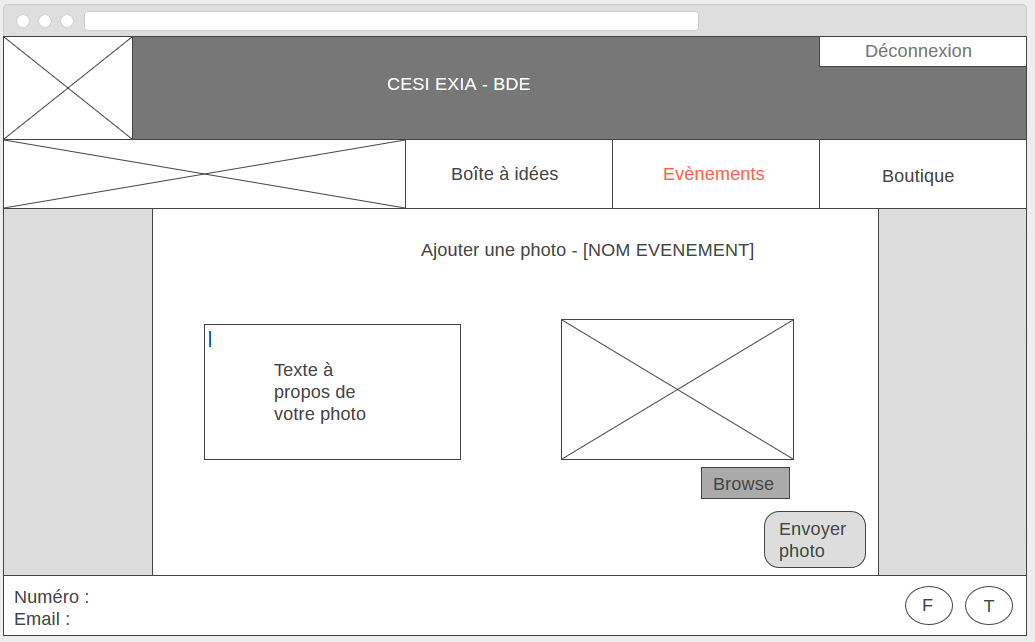 Déconnexion
CESI EXIA - BDE
Boîte à idées
Evènements
Boutique
Ajouter une photo - [NOM EVENEMENT]
Texte à
propos de
votre photo
Browse
Envoyer
photo
Numéro :
Email :
F
T